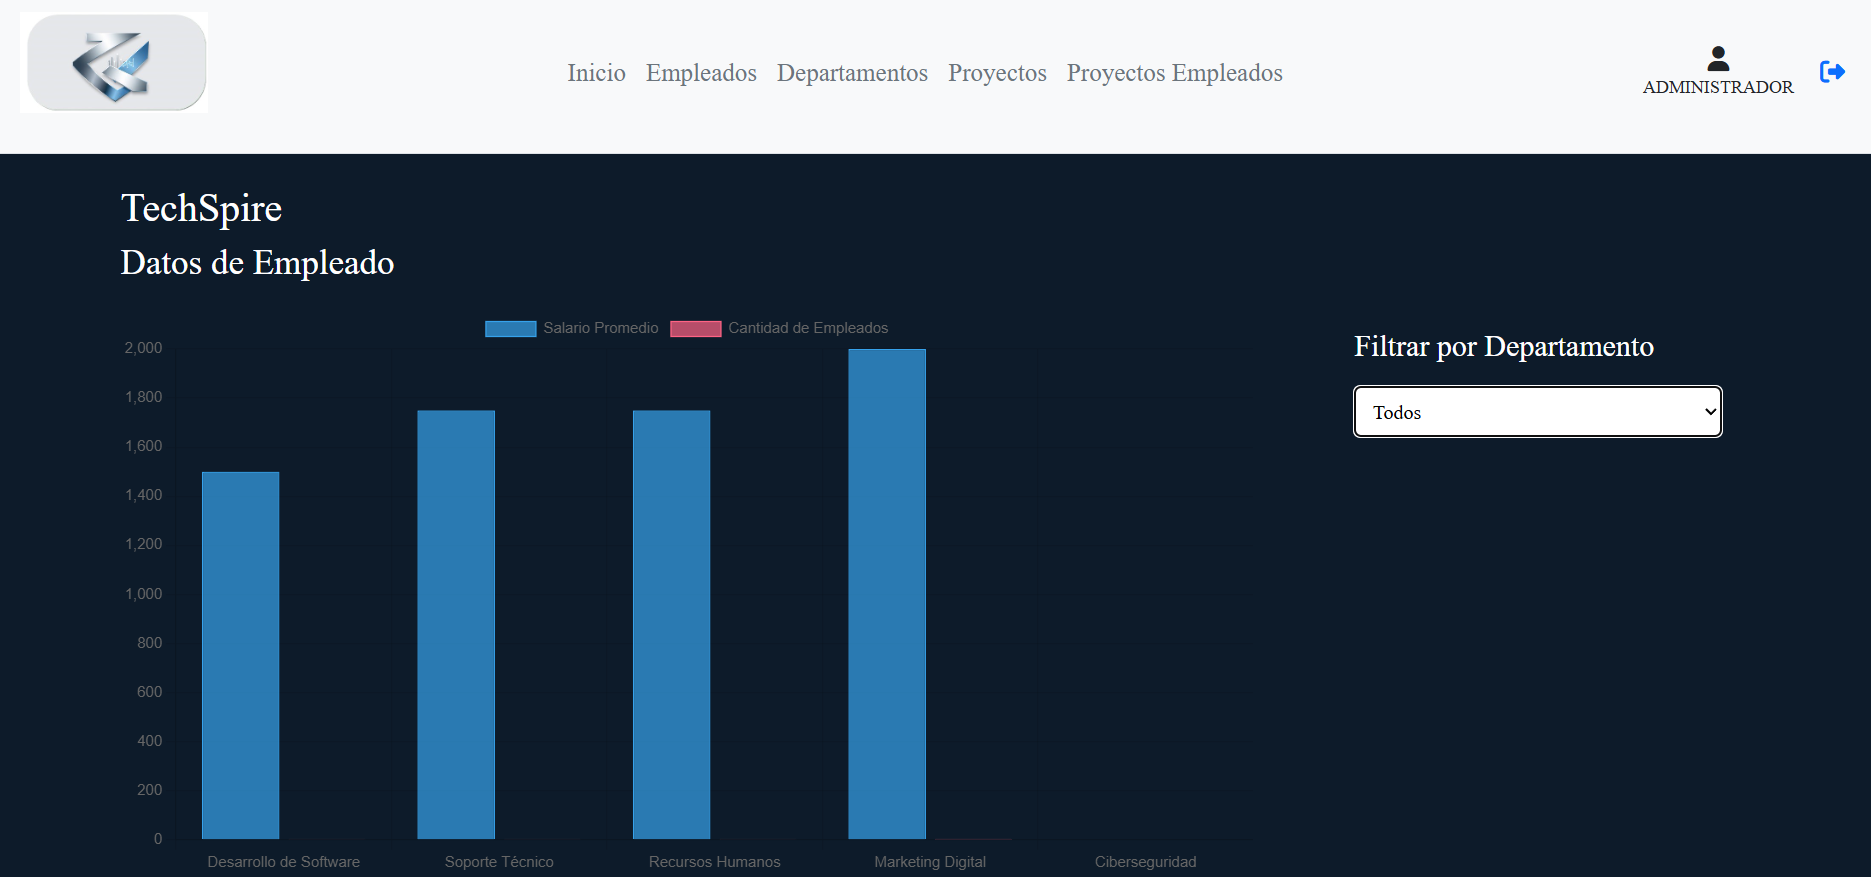 Inicio Empleados Departamentos Proyectos Proyectos Empleados
ADMINISTRADOR
TechSpire
Datos de Empleado
Salario Promedio Cantidad de Empleados
Filtrar por Departamento
Todos
2,000
1,800
1,600
1,400
1,200
1,000
800
600
400
200
0
Desarrollo de Software Soporte Técnico Recursos Humanos Marketing Digital Ciberseguridad